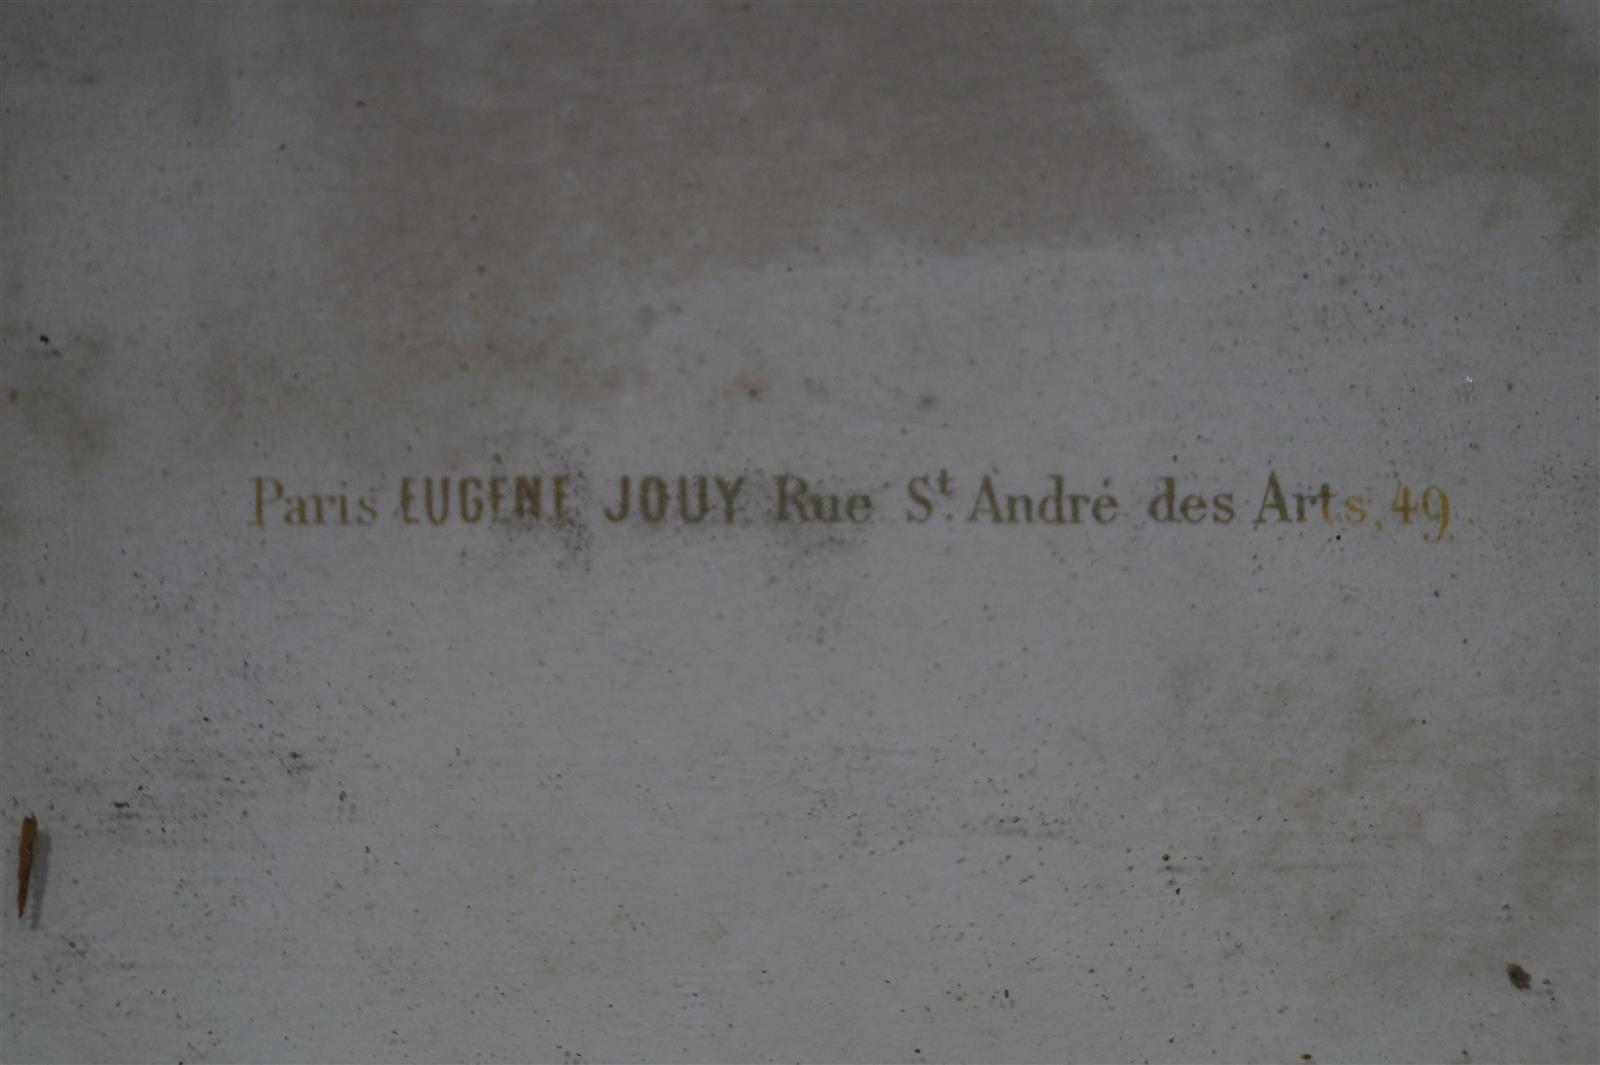 Paris EUGÈNE JOUY Rue St. André des Arts, 49